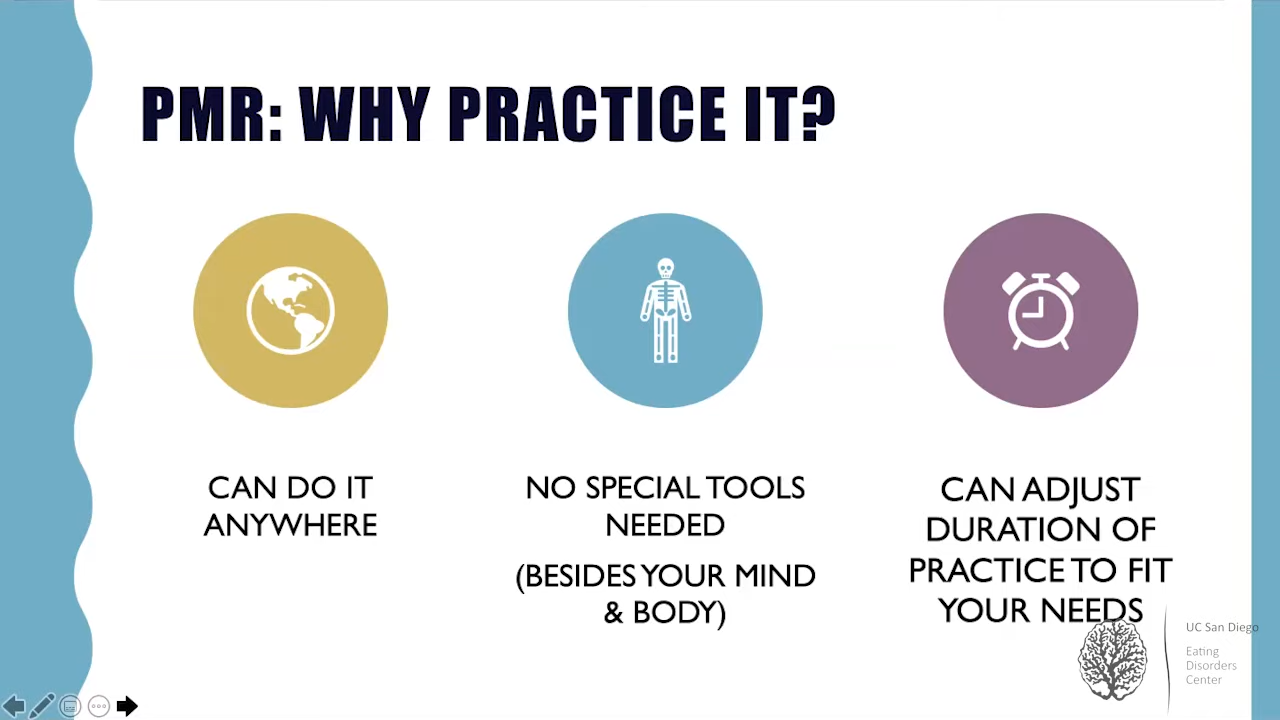 PMR: WHY PRACTICE IT?
CAN DO IT
ANYWHERE
NO SPECIAL TOOLS
NEEDED
(BESIDES YOUR MIND
& BODY)
CAN ADJUST
DURATION OF
PRACTICE TO FIT
YOUR NEEDS
UC San Diego
Eating
Disorders
Center